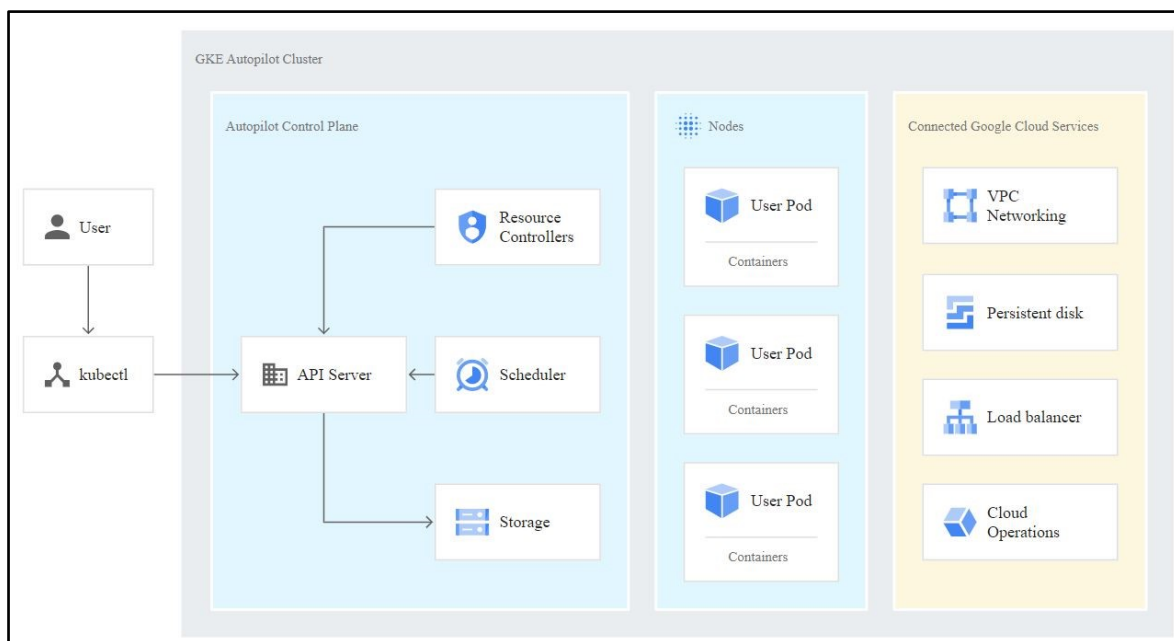 GKE Autopilot Cluster
Autopilot Control Plane
Nodes
Connected Google Cloud Services
User
kubectl
Resource
Controllers
API Server
Scheduler
Storage
User Pod
Containers
User Pod
Containers
User Pod
Containers
VPC
Networking
Persistent disk
Load balancer
Cloud
Operations